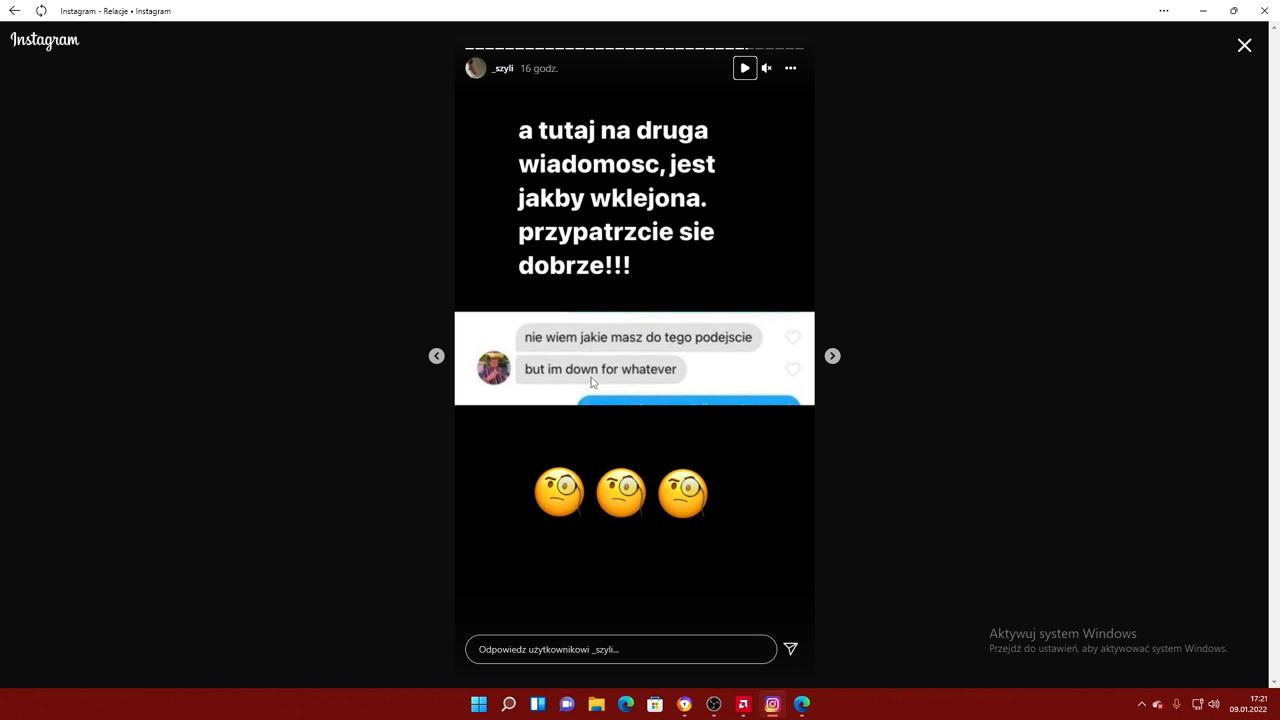 Instagram - Relacje • Instagram
Instagram
_szyli 16 godz.
a tutaj na druga
wiadomosc, jest
jakby wklejona.
przypatrzcie sie
dobrze!!!
nie wiem jakie masz do tego podejscie
but im down for whatever
Odpowiedz użytkownikowi _szyli...
Aktywuj system Windows
Przejdź do ustawień, aby aktywować system Windows.
17:21
09.01.2022